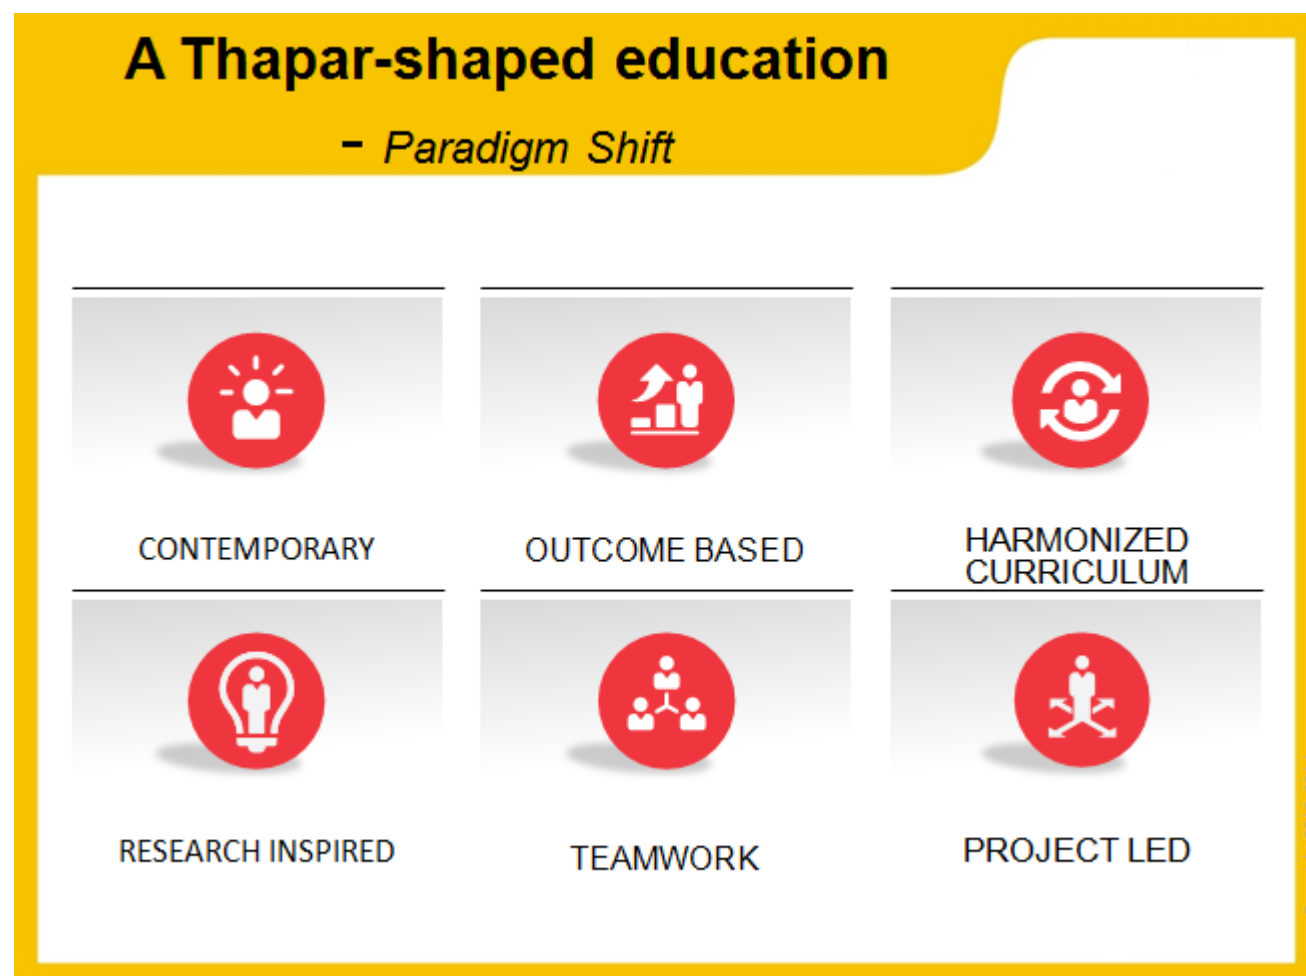 A Thapar-shaped education
- Paradigm Shift
CONTEMPORARY
OUTCOME BASED
HARMONIZED
CURRICULUM
RESEARCH INSPIRED
TEAMWORK
PROJECT LED